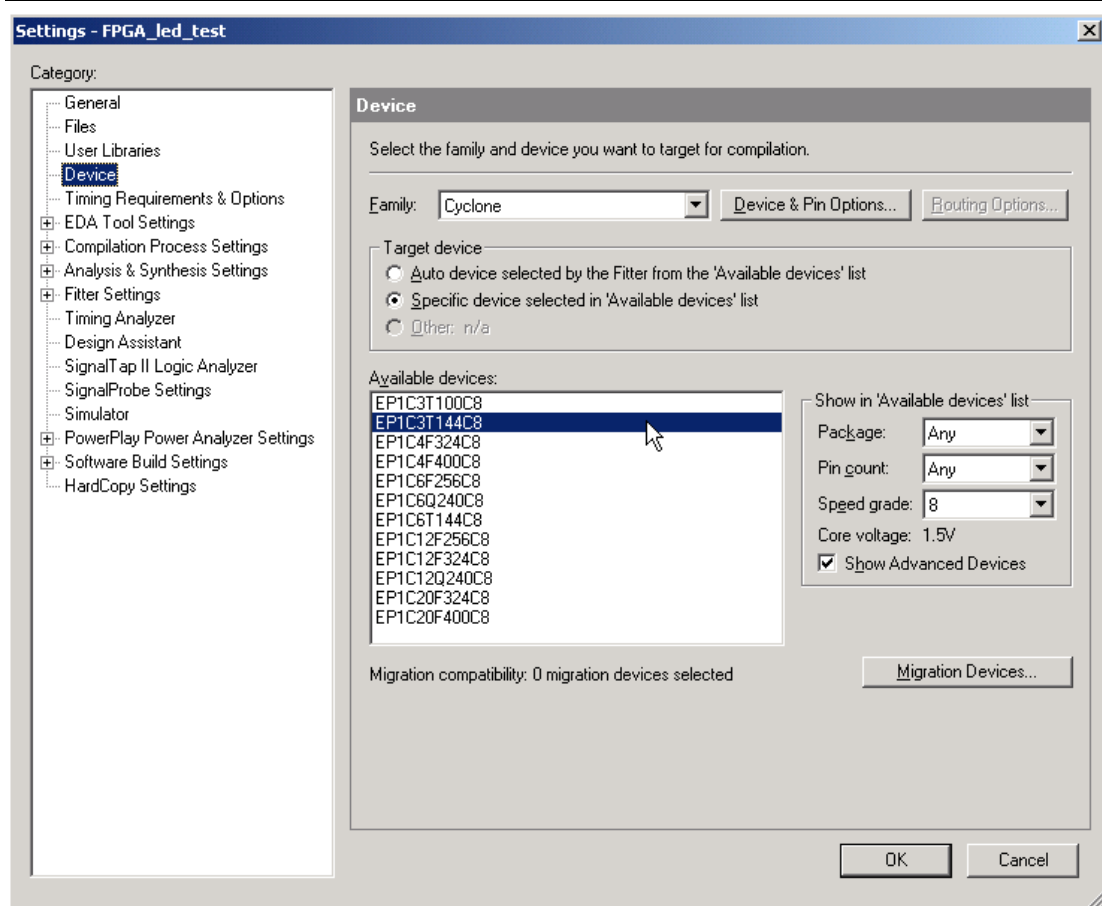 Settings - FPGA_led_test
Category:
General
Files
User Libraries
Device
Timing Requirements & Options
EDA Tool Settings
Compilation Process Settings
Analysis & Synthesis Settings
Fitter Settings
Timing Analyzer
Design Assistant
SignalTap II Logic Analyzer
SignalProbe Settings
Simulator
PowerPlay Power Analyzer Settings
Software Build Settings
HardCopy Settings
Device
Select the family and device you want to target for compilation.
Family: Cyclone Device & Pin Options... Routing Options...
Target device
Auto device selected by the Fitter from the 'Available devices' list
Specific device selected in 'Available devices' list
Other: n/a
Available devices:
EP1C3T100C8
EP1C3T144C8
EP1C4F324C8
EP1C4F400C8
EP1C6F256C8
EP1C6Q240C8
EP1C6T144C8
EP1C12F256C8
EP1C12F324C8
EP1C12Q240C8
EP1C20F324C8
EP1C20F400C8
Show in 'Available devices' list
Package: Any
Pin count: Any
Speed grade: 8
Core voltage: 1.5V
Show Advanced Devices
Migration compatibility: 0 migration devices selected
Migration Devices...
OK Cancel